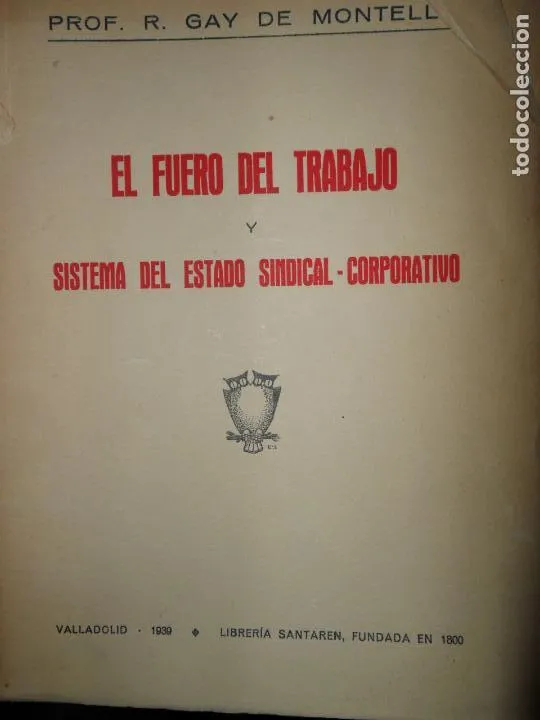 PROF. R. GAY DE MONTELL
EL FUERO DEL TRABAJO
Y
SISTEMA DEL ESTADO SINDICAL - CORPORATIVO
VALLADOLID - 1939 LIBRERÍA SANTAREN, FUNDADA EN 1800
todocoleccion